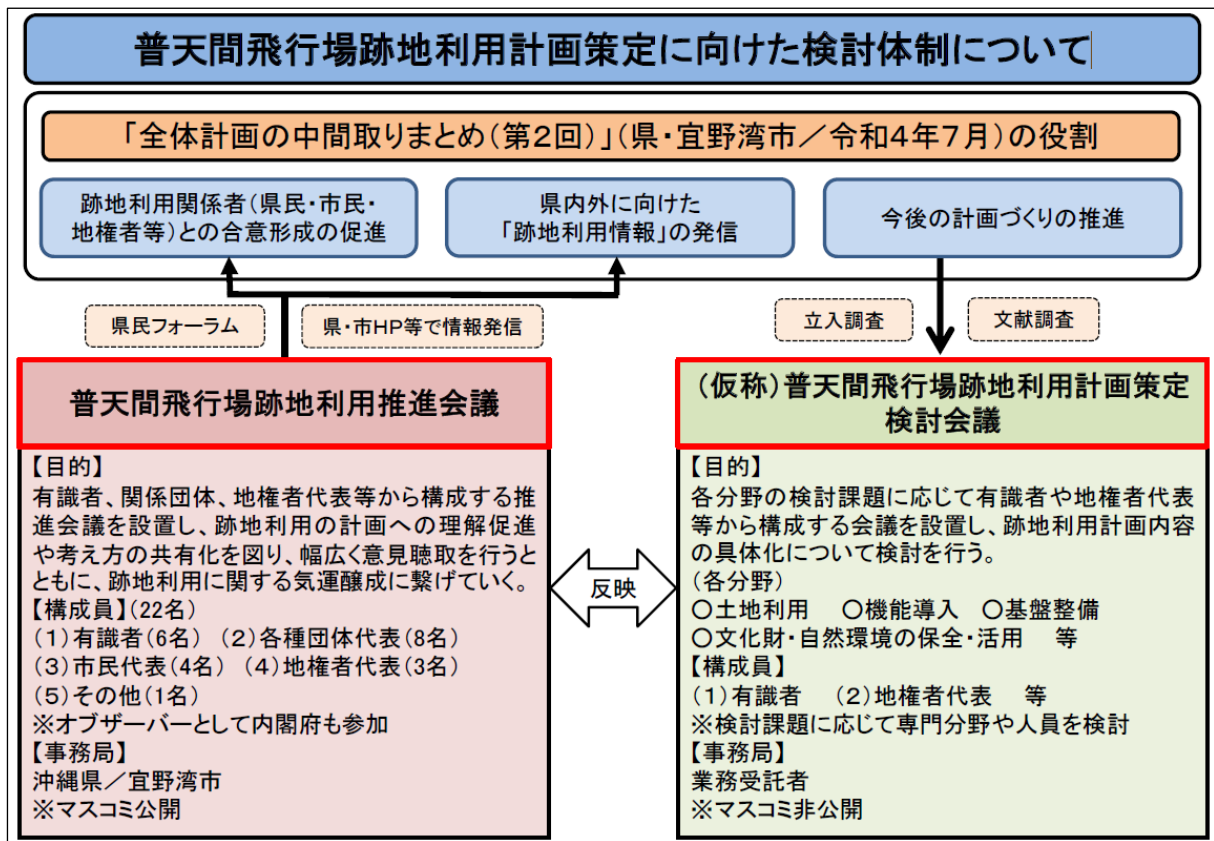 普天間飛行場跡地利用計画策定に向けた検討体制について
「全体計画の中間取りまとめ(第2回)」(県・宜野湾市／令和4年7月)の役割
跡地利用関係者(県民・市民・
地権者等)との合意形成の促進
県内外に向けた
「跡地利用情報」の発信
今後の計画づくりの推進
県民フォーラム
県・市HP等で情報発信
立入調査
文献調査
普天間飛行場跡地利用推進会議
【目的】
有識者、関係団体、地権者代表等から構成する推
進会議を設置し、跡地利用の計画への理解促進
や考え方の共有化を図り、幅広く意見聴取を行うと
ともに、跡地利用に関する気運醸成に繋げていく。
【構成員】(22名)
(1)有識者(6名) (2)各種団体代表(8名)
(3)市民代表(4名) (4)地権者代表(3名)
(5)その他(1名)
※オブザーバーとして内閣府も参加
【事務局】
沖縄県／宜野湾市
※マスコミ公開
反映
(仮称)普天間飛行場跡地利用計画策定
検討会議
【目的】
各分野の検討課題に応じて有識者や地権者代表
等から構成する会議を設置し、跡地利用計画内容
の具体化について検討を行う。
(各分野)
○土地利用 ○機能導入 ○基盤整備
○文化財・自然環境の保全・活用 等
【構成員】
(1)有識者 (2)地権者代表 等
※検討課題に応じて専門分野や人員を検討
【事務局】
業務受託者
※マスコミ非公開